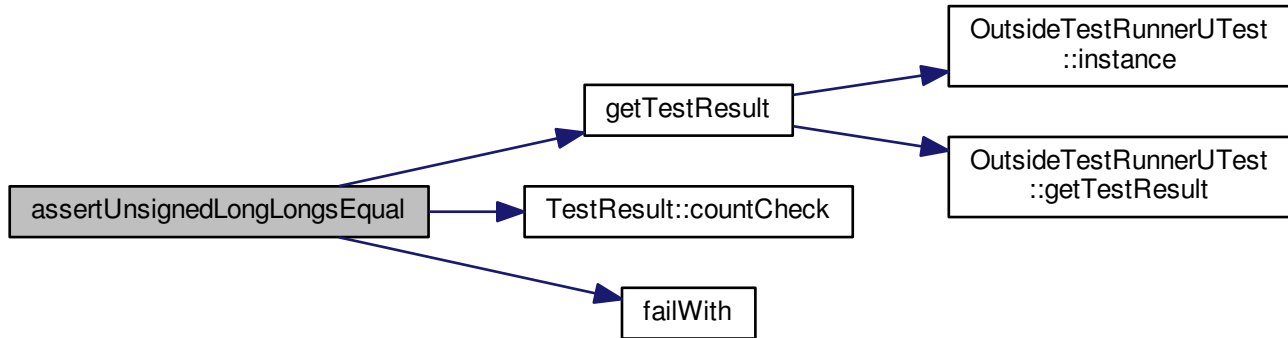 OutsideTestRunnerUTest
::instance
getTestResult
OutsideTestRunnerUTest
::getTestResult
assertUnsignedLongLongsEqual
TestResult::countCheck
failWith